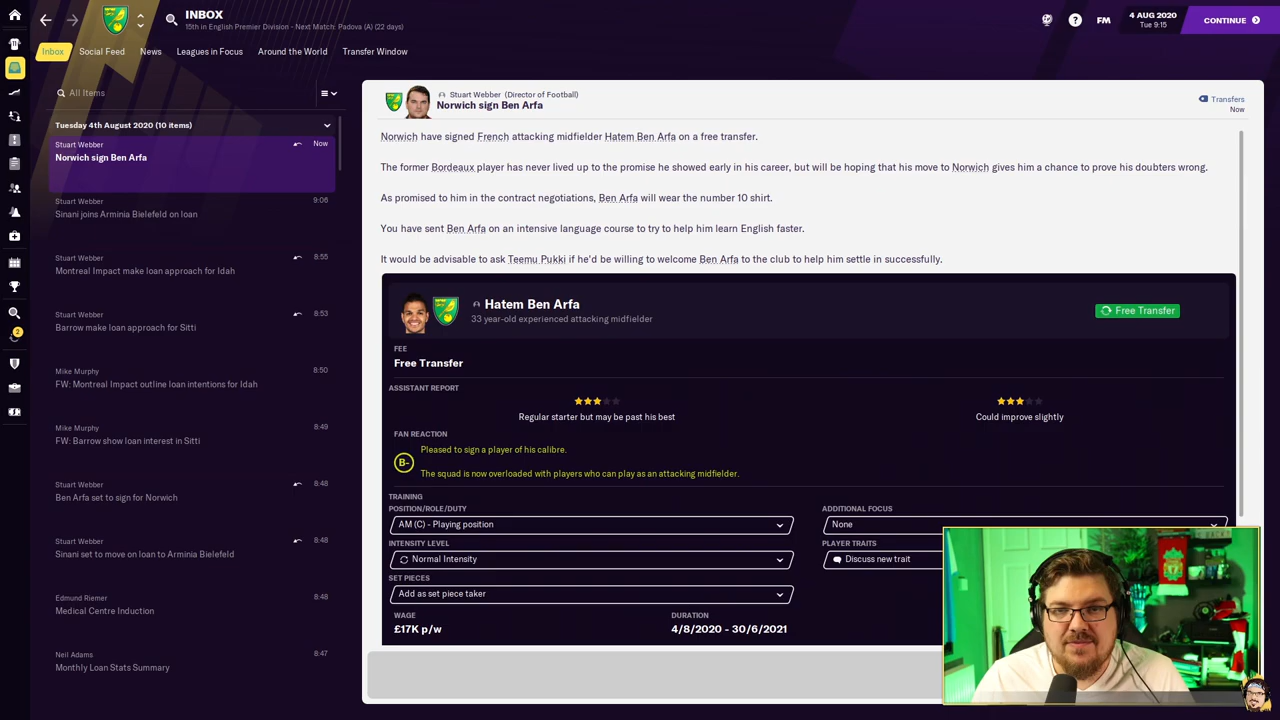 INBOX
15th in English Premier Division - Next Match: Padova (A) (22 days)
FM
4 AUG 2020
Tue 9:15
CONTINUE
Inbox
Social Feed
News
Leagues in Focus
Around the World
Transfer Window
All Items
Tuesday 4th August 2020 (10 items)
Stuart Webber
Now
Norwich sign Ben Arfa
Stuart Webber
9:06
Sinani joins Arminia Bielefeld on loan
Stuart Webber
8:55
Montreal Impact make loan approach for Idah
Stuart Webber
8:53
Barrow make loan approach for Sitti
Mike Murphy
8:50
FW: Montreal Impact outline loan intentions for Idah
Mike Murphy
8:49
FW: Barrow show loan interest in Sitti
Stuart Webber
8:48
Ben Arfa set to sign for Norwich
Stuart Webber
8:48
Sinani set to move on loan to Arminia Bielefeld
Edmund Riemer
8:48
Medical Centre Induction
Neil Adams
8:47
Monthly Loan Stats Summary
2
Stuart Webber (Director of Football)
Norwich sign Ben Arfa
Transfers
Now
Norwich have signed French attacking midfielder Hatem Ben Arfa on a free transfer.
The former Bordeaux player has never lived up to the promise he showed early in his career, but will be hoping that his move to Norwich gives him a chance to prove his doubters wrong.
As promised to him in the contract negotiations, Ben Arfa will wear the number 10 shirt.
You have sent Ben Arfa on an intensive language course to try to help him learn English faster.
It would be advisable to ask Teemu Pukki if he'd be willing to welcome Ben Arfa to the club to help him settle in successfully.
Hatem Ben Arfa
33 year-old experienced attacking midfielder
Free Transfer
FEE
Free Transfer
ASSISTANT REPORT
Regular starter but may be past his best
Could improve slightly
FAN REACTION
B-
Pleased to sign a player of his calibre.
The squad is now overloaded with players who can play as an attacking midfielder.
TRAINING
POSITION/ROLE/DUTY
AM (C) - Playing position
ADDITIONAL FOCUS
None
INTENSITY LEVEL
Normal Intensity
PLAYER TRAITS
Discuss new trait
SET PIECES
Add as set piece taker
WAGE
£17K p/w
DURATION
4/8/2020 - 30/6/2021